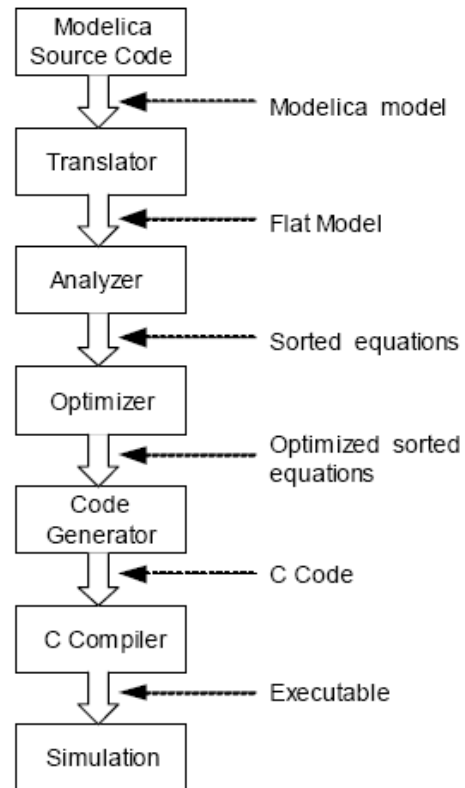 Modelica
Source Code
Modelica model
Translator
Flat Model
Analyzer
Sorted equations
Optimizer
Optimized sorted
equations
Code
Generator
C Code
C Compiler
Executable
Simulation